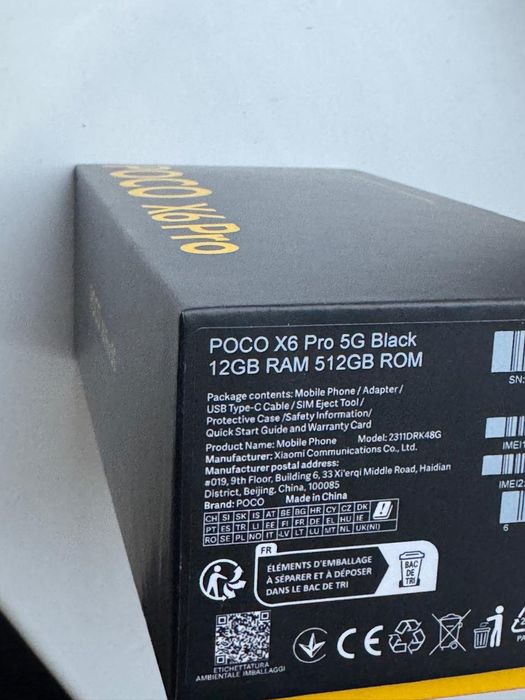 POCO X6 Pro
POCO X6 Pro 5G Black
12GB RAM 512GB ROM
Package contents: Mobile Phone / Adapter /
USB Type-C Cable / SIM Eject Tool /
Protective Case /Safety Information/
Quick Start Guide and Warranty Card
Product Name: Mobile Phone Model: 2311DRK48G
Manufacturer: Xiaomi Communications Co., Ltd.
Manufacturer postal address:
#019, 9th Floor, Building 6, 33 Xi'erqi Middle Road, Haidian
District, Beijing, China, 100085
Brand: POCO Made in China
CH SI SK IS AT BE BG HR CY CZ DK
PT ES TR LI EE FI FR DE EL HU IE
RO SE PL NO IT LV LT LU MT NL UK(NI)
FR
ÉLÉMENTS D'EMBALLAGE
À SÉPARER ET À DÉPOSER
DANS LE BAC DE TRI
BAC
DE
TRI
ETICHETTATURA
AMBIENTALE IMBALLAGGI
CE
SN:
IMEI1
IMEI2:
6